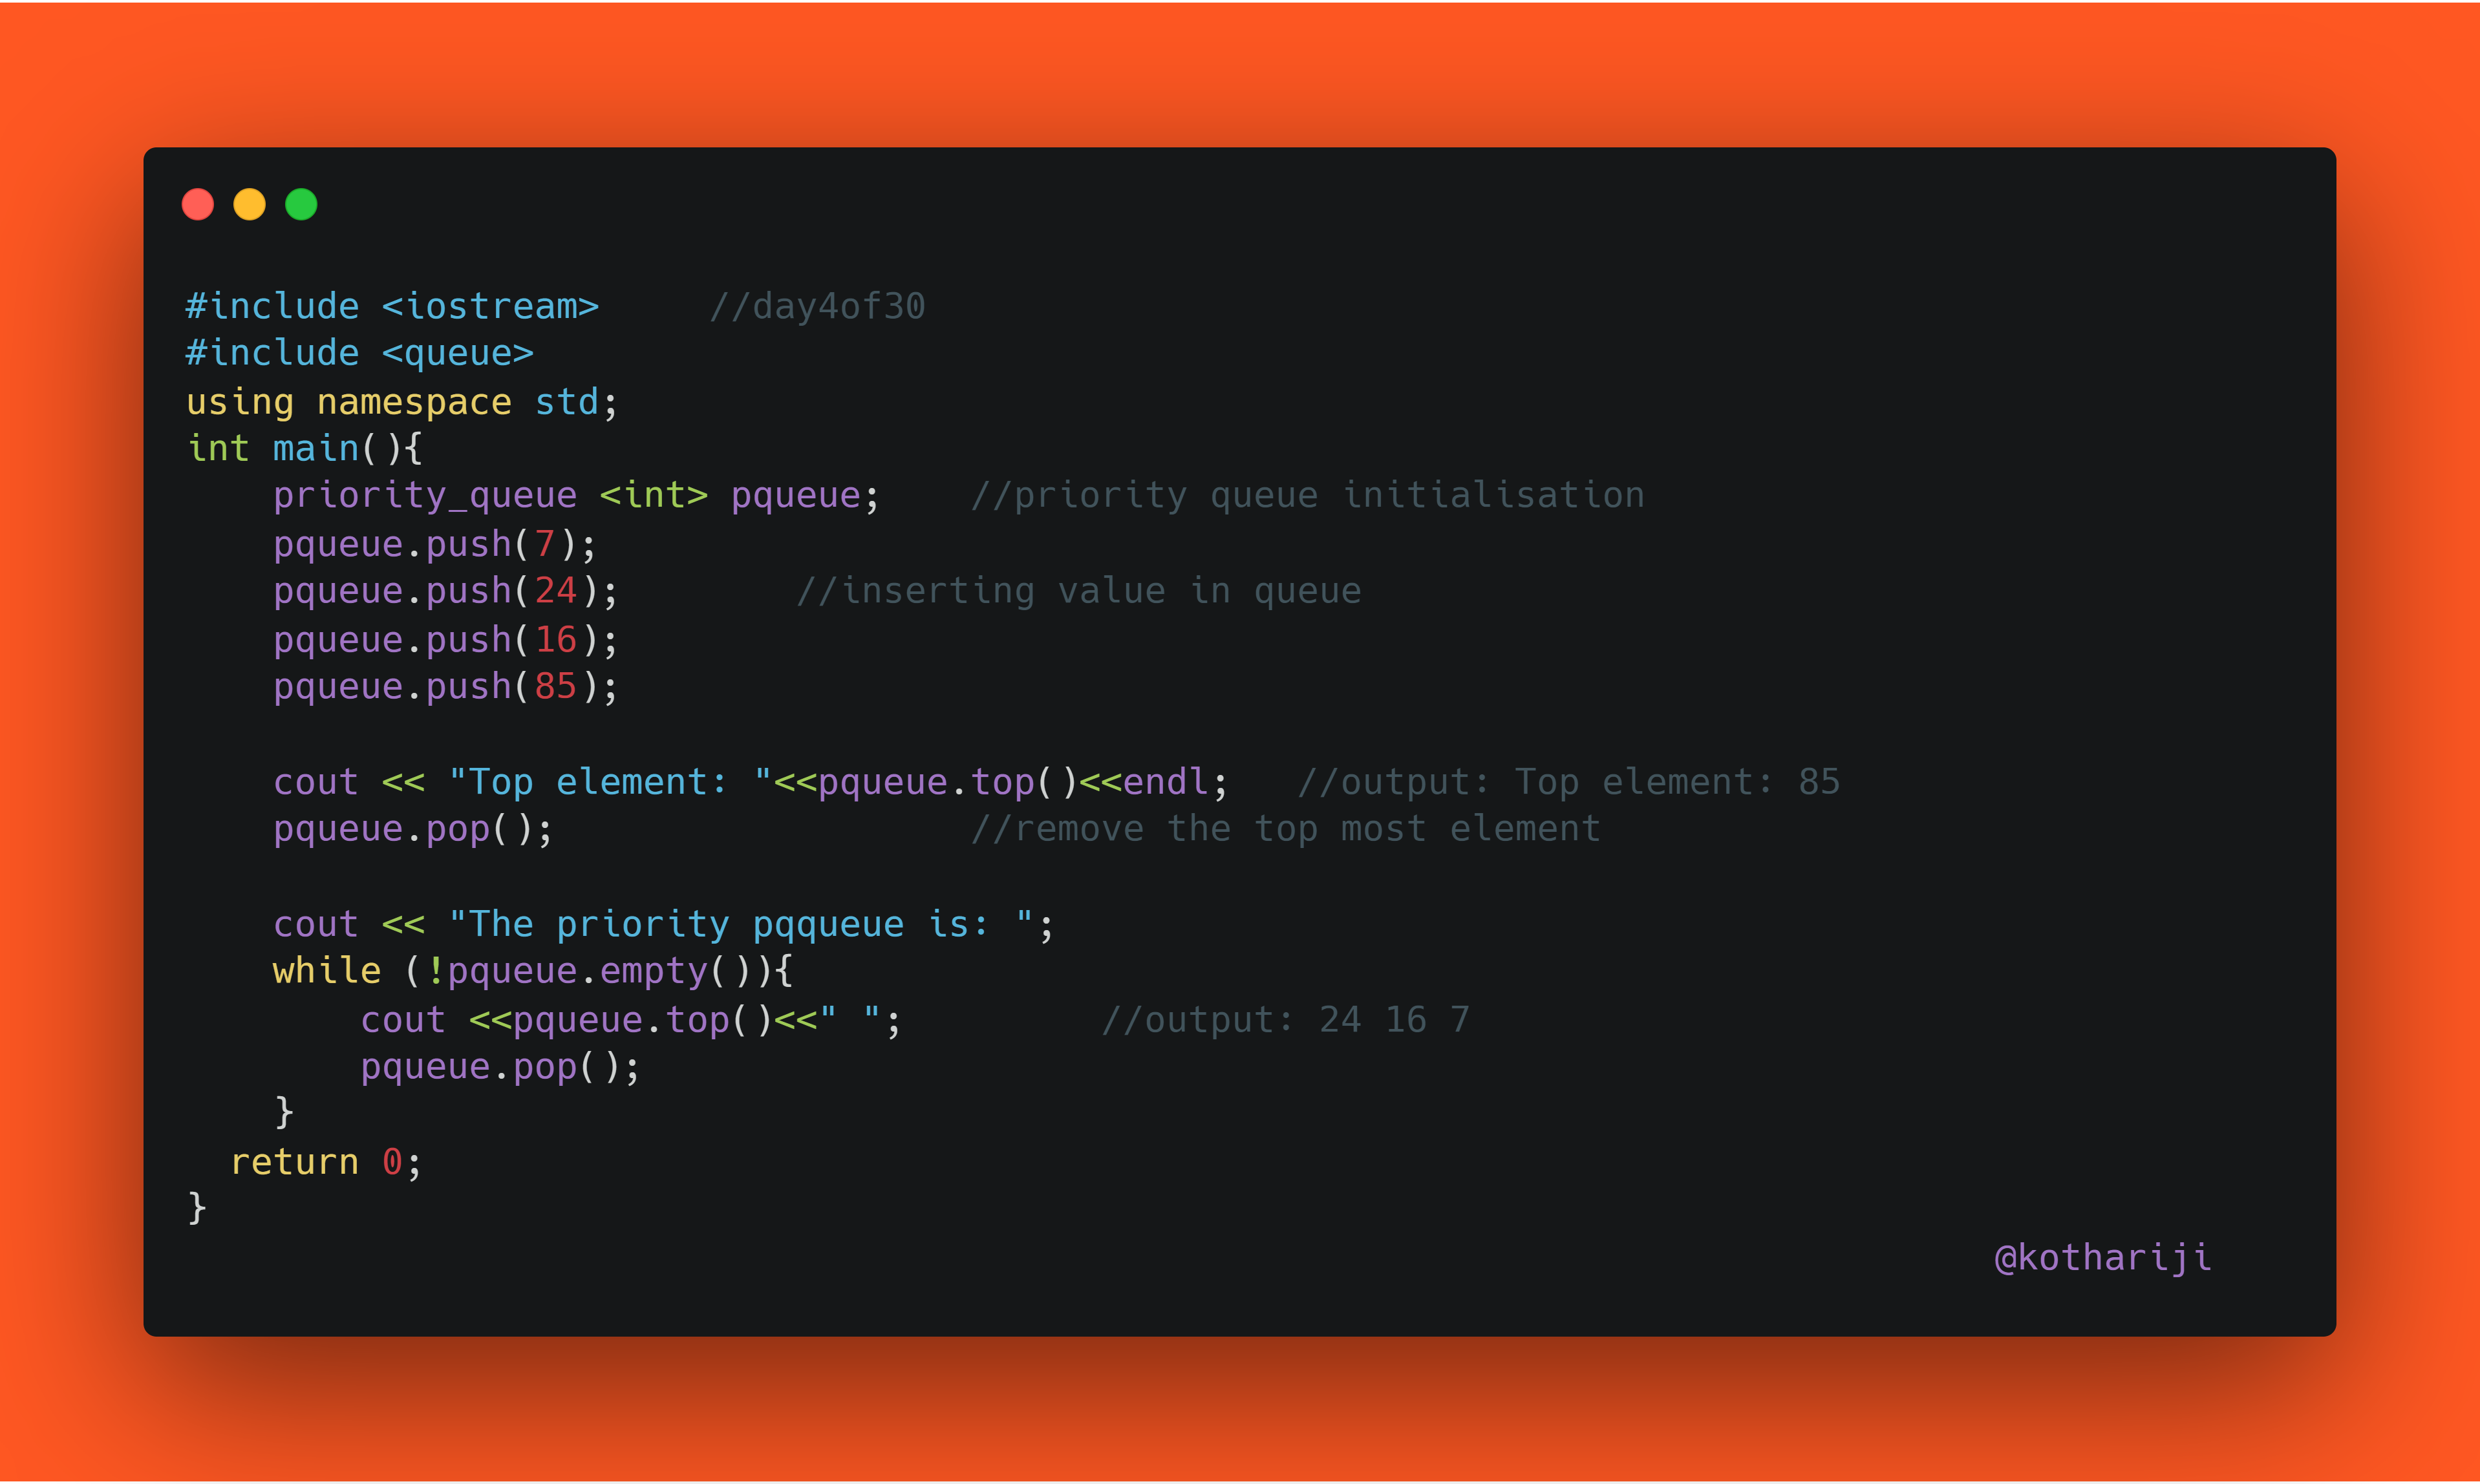 #include <iostream>     //day4of30
#include <queue>
using namespace std;
int main(){
    priority_queue <int> pqueue;    //priority queue initialisation
    pqueue.push(7);
    pqueue.push(24);        //inserting value in queue
    pqueue.push(16);
    pqueue.push(85);
    cout << "Top element: "<<pqueue.top()<<endl;   //output: Top element: 85
    pqueue.pop();                   //remove the top most element
    cout << "The priority pqqueue is: ";
    while (!pqueue.empty()){
        cout <<pqueue.top()<<" ";         //output: 24 16 7
        pqueue.pop();
    }
  return 0;
}
@kothariji